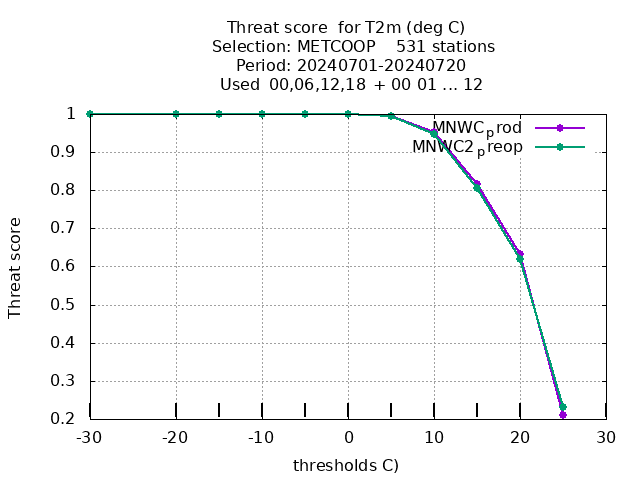 Threat score  for T2m (deg C)
Selection: METCOOP    531 stations
Period: 20240701-20240720
Used  00,06,12,18 + 00 01 ... 12
MNWC_prod
MNWC2_preop
Threat score
1
0.9
0.8
0.7
0.6
0.5
0.4
0.3
0.2
-30 -20 -10 0 10 20 30
thresholds C)